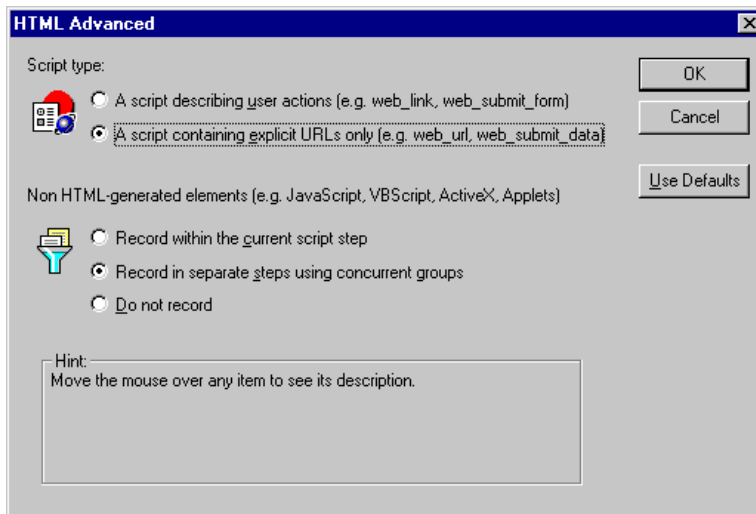 HTML Advanced
Script type:
A script describing user actions (e.g. web_link, web_submit_form)
A script containing explicit URLs only (e.g. web_url, web_submit_data)
OK
Cancel
Use Defaults
Non HTML-generated elements (e.g. JavaScript, VBScript, ActiveX, Applets)
Record within the current script step
Record in separate steps using concurrent groups
Do not record
Hint:
Move the mouse over any item to see its description.